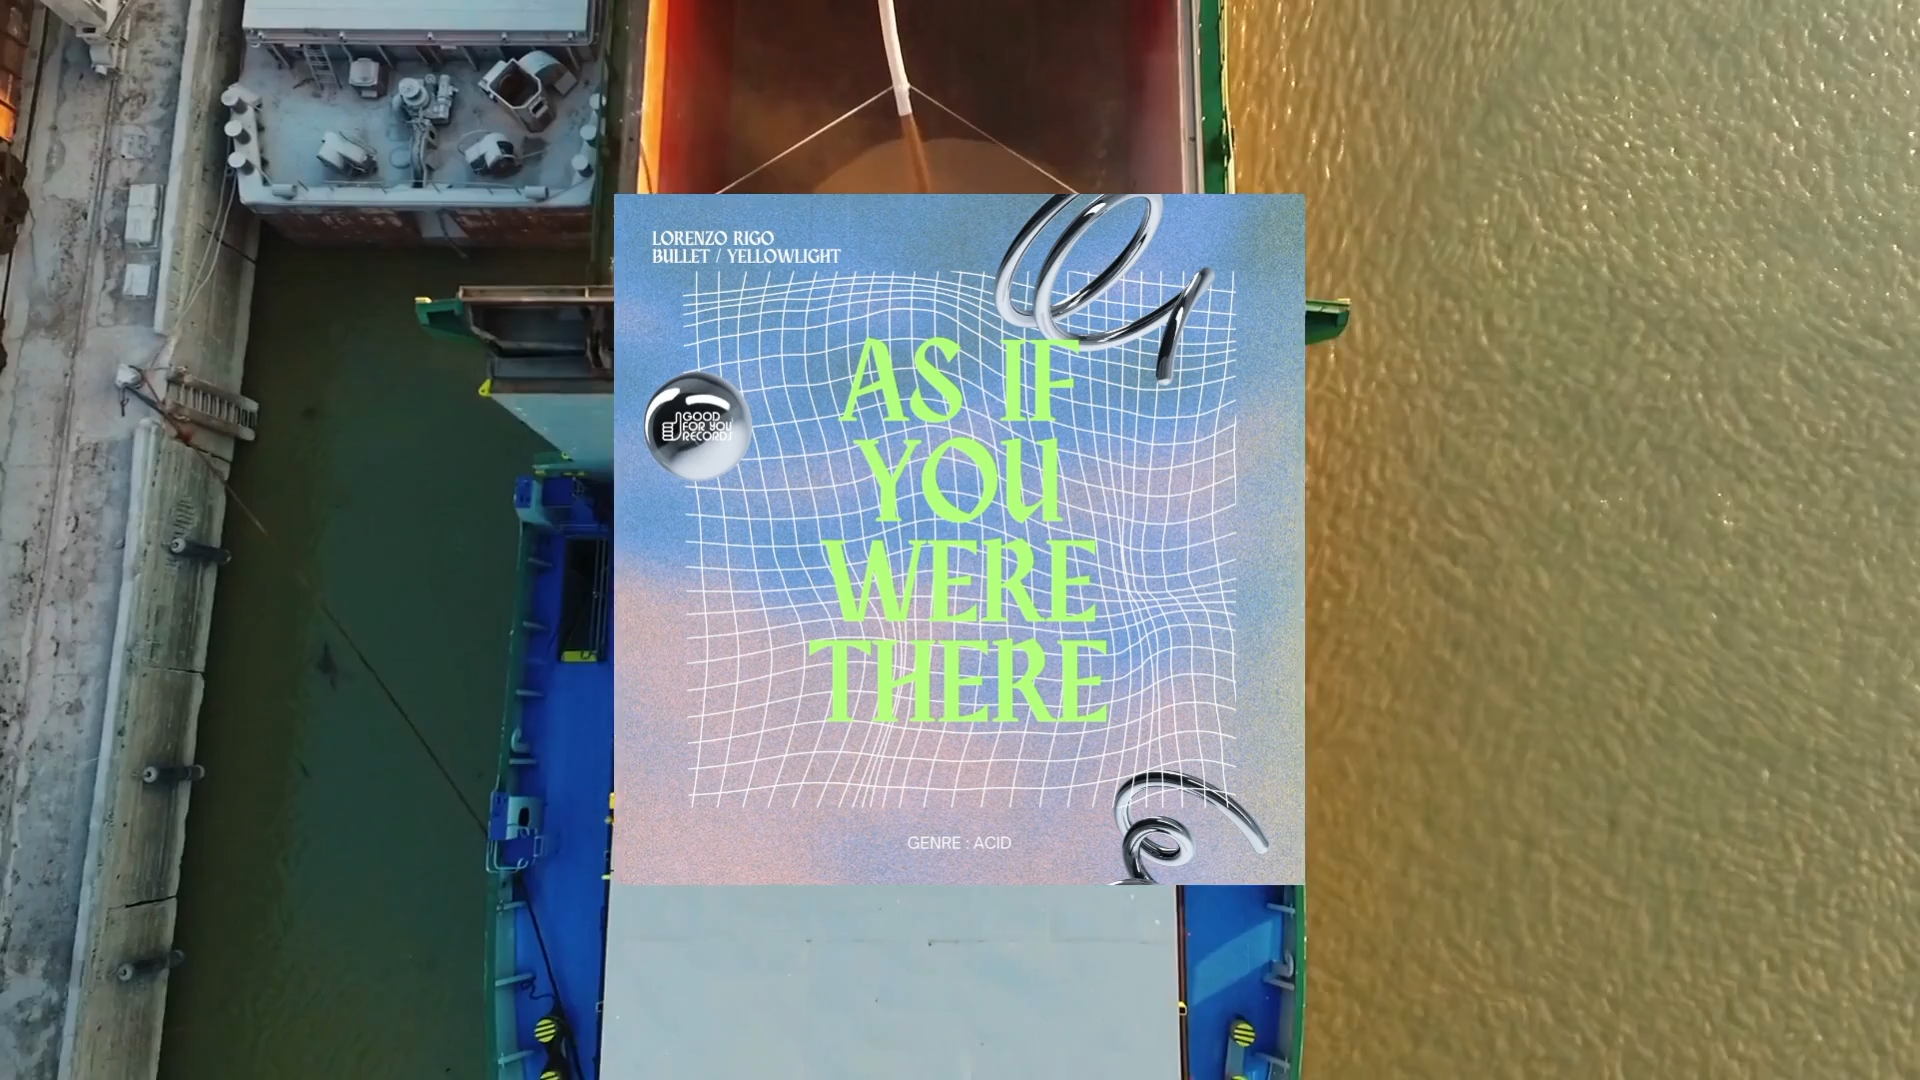 LORENZO RIGO
BULLET / YELLOWLIGHT
GOOD
FOR YOU
RECORDS
AS IF
YOU
WERE
THERE
GENRE : ACID